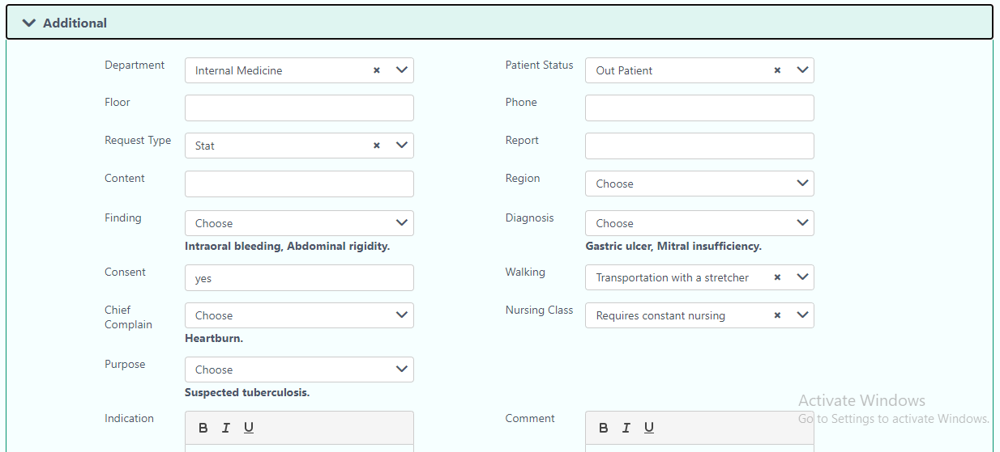 Additional
Department
Internal Medicine
Patient Status
Out Patient
Floor
Phone
Request Type
Stat
Report
Content
Region
Choose
Finding
Choose
Intraoral bleeding, Abdominal rigidity.
Diagnosis
Choose
Gastric ulcer, Mitral insufficiency.
Consent
yes
Walking
Transportation with a stretcher
Chief
Complain
Choose
Heartburn.
Nursing Class
Requires constant nursing
Purpose
Choose
Suspected tuberculosis.
Indication
B I U
Comment
B I U
Activate Windows
Go to Settings to activate Windows.